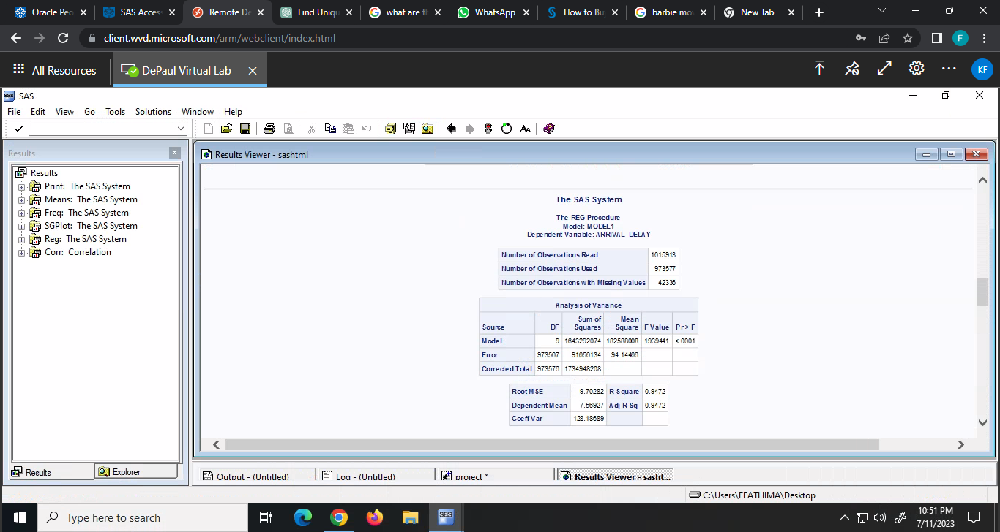 Oracle Peo
SAS Acces
Remote De
Find Uniqu
what are th
WhatsApp
How to Bu
barbie mov
New Tab
client.wvd.microsoft.com/arm/webclient/index.html
F
All Resources
DePaul Virtual Lab
KF
sas SAS
File Edit View Go Tools Solutions Window Help
Results
Results Viewer - sashtml
Results
Print: The SAS System
Means: The SAS System
Freq: The SAS System
SGPlot: The SAS System
Reg: The SAS System
Corr: Correlation
The SAS System
The REG Procedure
Model: MODEL1
Dependent Variable: ARRIVAL_DELAY
Number of Observations Read 1015913
Number of Observations Used 973577
Number of Observations with Missing Values 42336
Analysis of Variance
Source DF Sum of Squares Mean Square F Value Pr > F
Model 9 1643292074 182588008 1939441 <.0001
Error 973567 91656134 94.14466
Corrected Total 973576 1734948208
Root MSE 9.70282 R-Square 0.9472
Dependent Mean 7.56927 Adj R-Sq 0.9472
Coeff Var 128.18689
Results
Explorer
Output - (Untitled)
Log - (Untitled)
project *
Results Viewer - sasht...
C:\Users\FFATHIMA\Desktop
Type here to search
sas
10:51 PM
7/11/2023